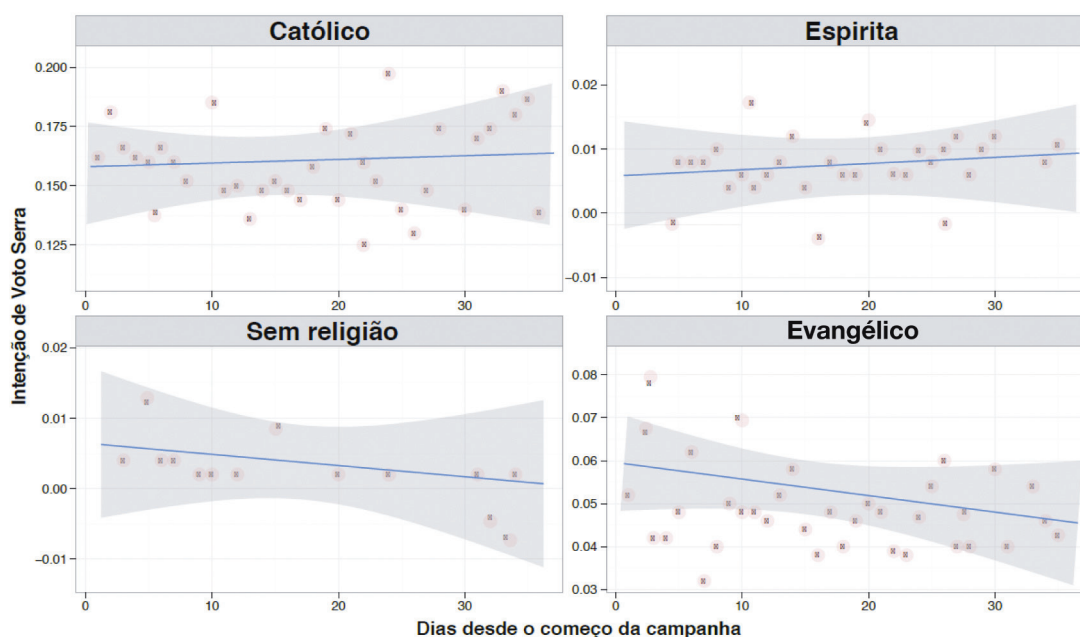 Católico
Espirita
0.200
0.175
0.150
0.125
0.02
0.01
0.00
−0.01
0 10 20 30
0 10 20 30
Sem religião
Evangélico
0.02
0.01
0.00
−0.01
0.08
0.07
0.06
0.05
0.04
0.03
0 10 20 30
0 10 20 30
Intenção de Voto Serra
Dias desde o começo da campanha